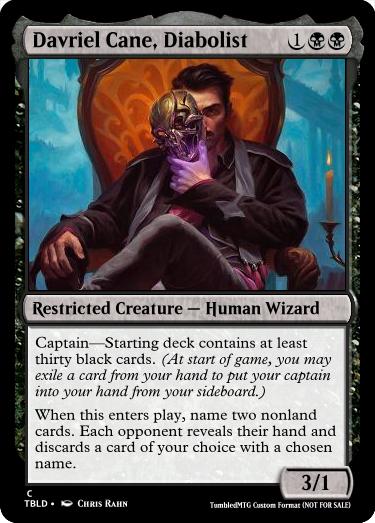 Davriel Cane, Diabolist 1
Restricted Creature — Human Wizard
Captain—Starting deck contains at least
thirty black cards. (At start of game, you may
exile a card from your hand to put your captain
into your hand from your sideboard.)
When this enters play, name two nonland
cards. Each opponent reveals their hand and
discards a card of your choice with a chosen
name.
3/1
C
TBLD • Chris Rahn
TumbledMTG Custom Format (NOT FOR SALE)